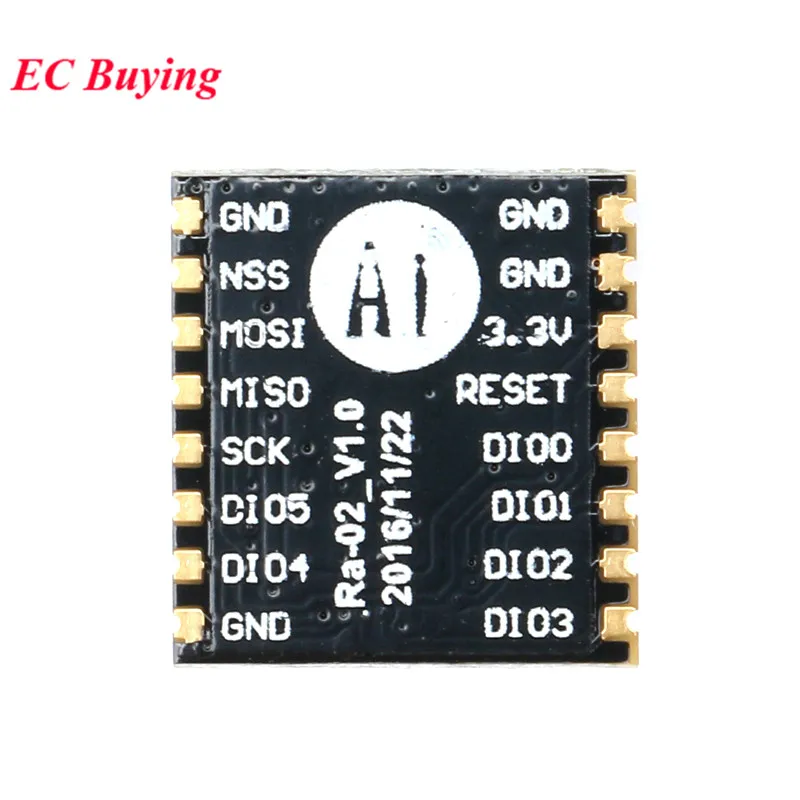 EC Buying
GND
NSS
MOSI
MISO
SCK
DIO5
DIO4
GND
AI
Ra-02_V1.0
2016/11/22
GND
GND
3.3V
RESET
DIO0
DIO1
DIO2
DIO3